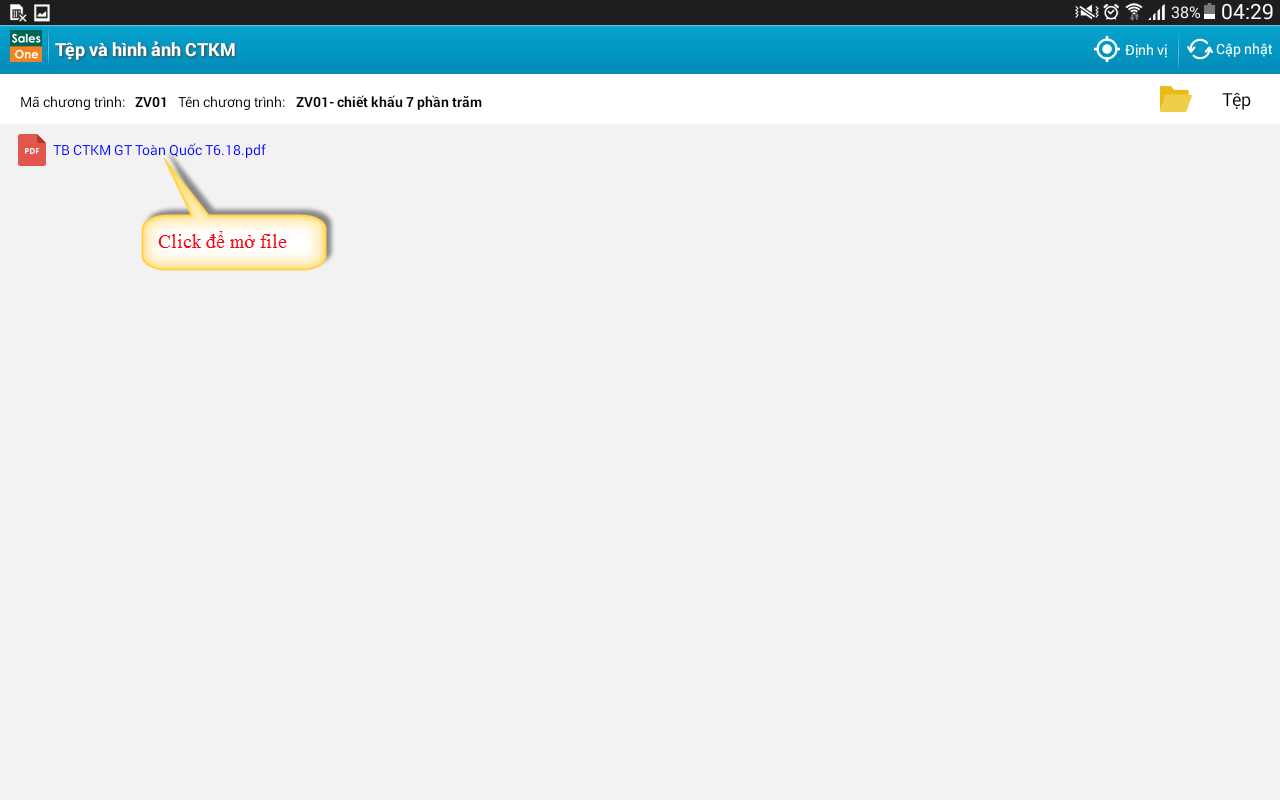 38% 04:29
Sales
One
Tệp và hình ảnh CTKM
Định vị
Cập nhật
Mã chương trình: ZV01 Tên chương trình: ZV01- chiết khấu 7 phần trăm
Tệp
PDF
TB CTKM GT Toàn Quốc T6.18.pdf
Click để mở file